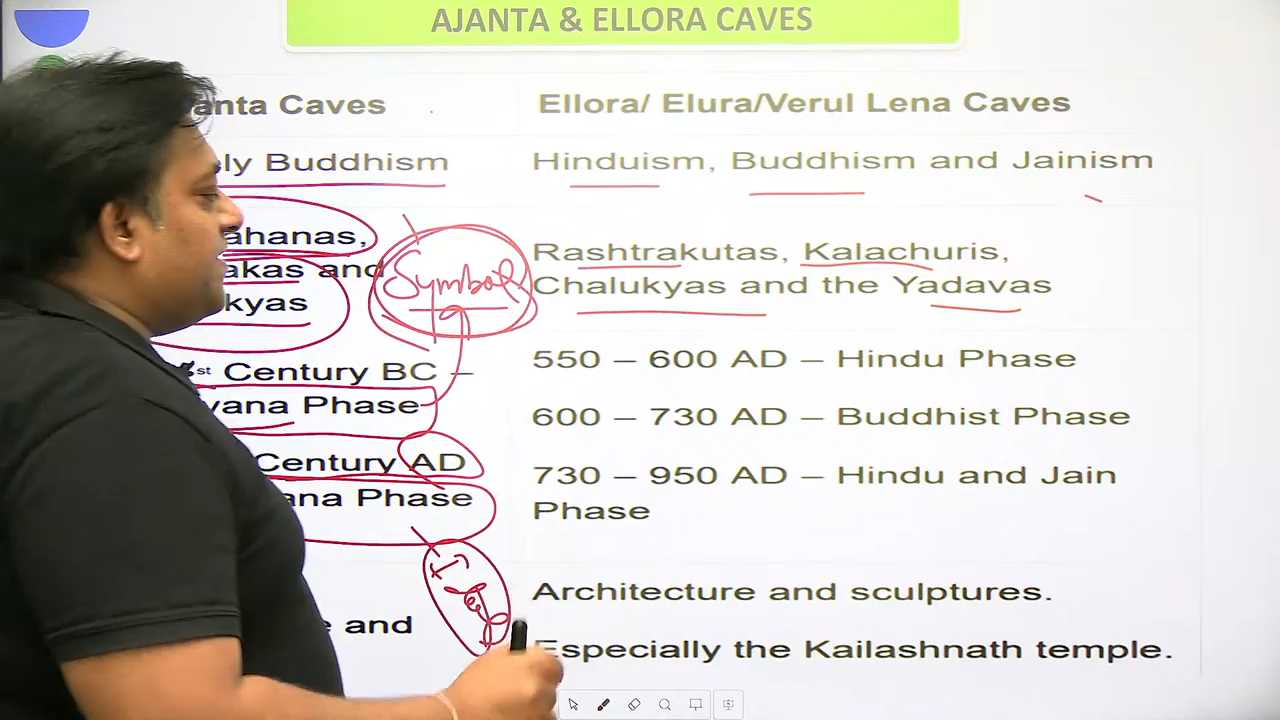 AJANTA & ELLORA CAVES
anta Caves
Ellora/ Elura/Verul Lena Caves
ly Buddhism
Hinduism, Buddhism and Jainism
ahanas,
akas and
kyas
Symbols
Rashtrakutas, Kalachuris,
Chalukyas and the Yadavas
st Century BC –
yana Phase
Century AD
ana Phase
550 – 600 AD – Hindu Phase
600 – 730 AD – Buddhist Phase
730 – 950 AD – Hindu and Jain
Phase
e and
Architecture and sculptures.
Especially the Kailashnath temple.